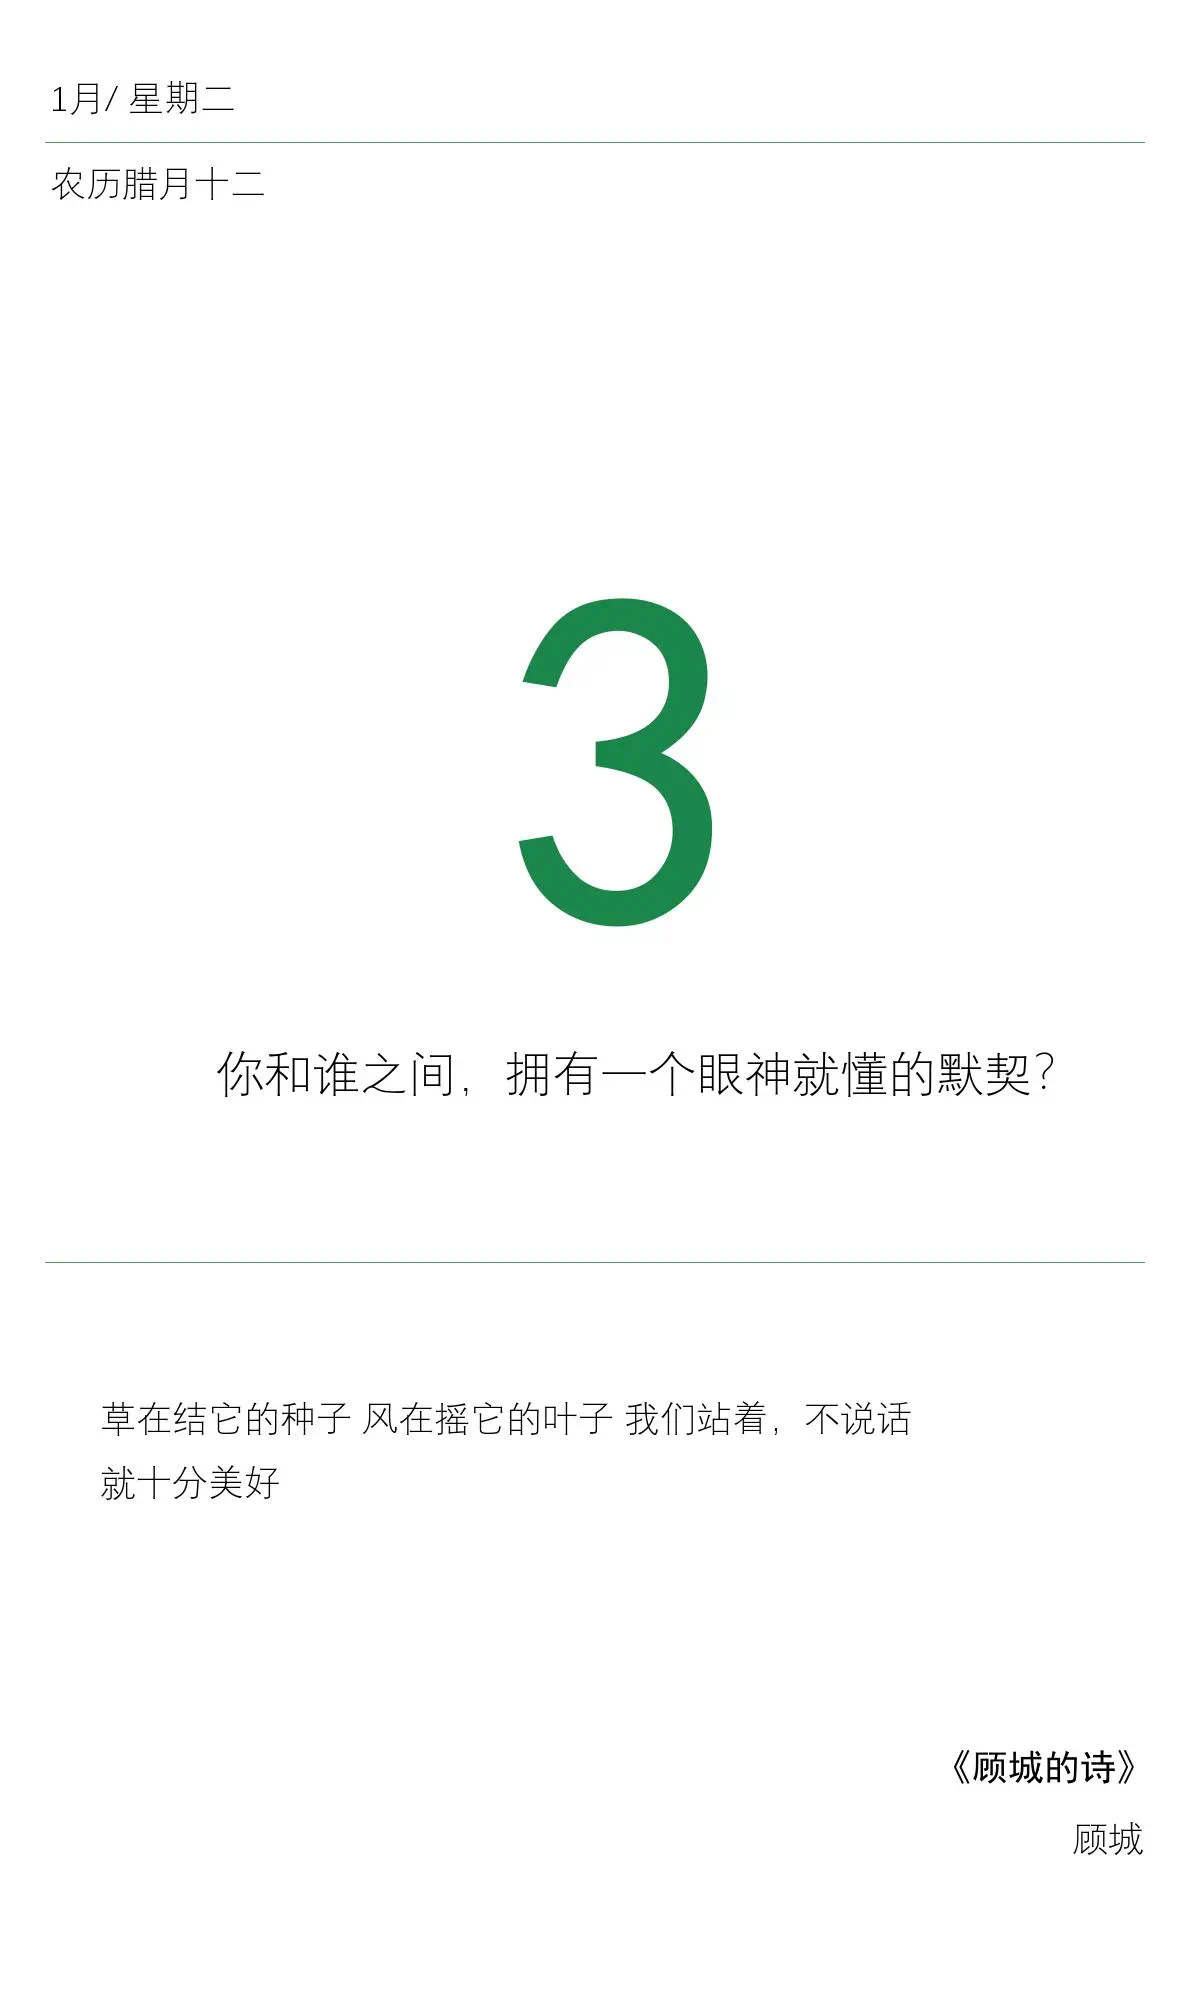 1月/ 星期二
农历腊月十二
3
你和谁之间，拥有一个眼神就懂的默契？
草在结它的种子 风在摇它的叶子 我们站着，不说话
就十分美好
《顾城的诗》
顾城